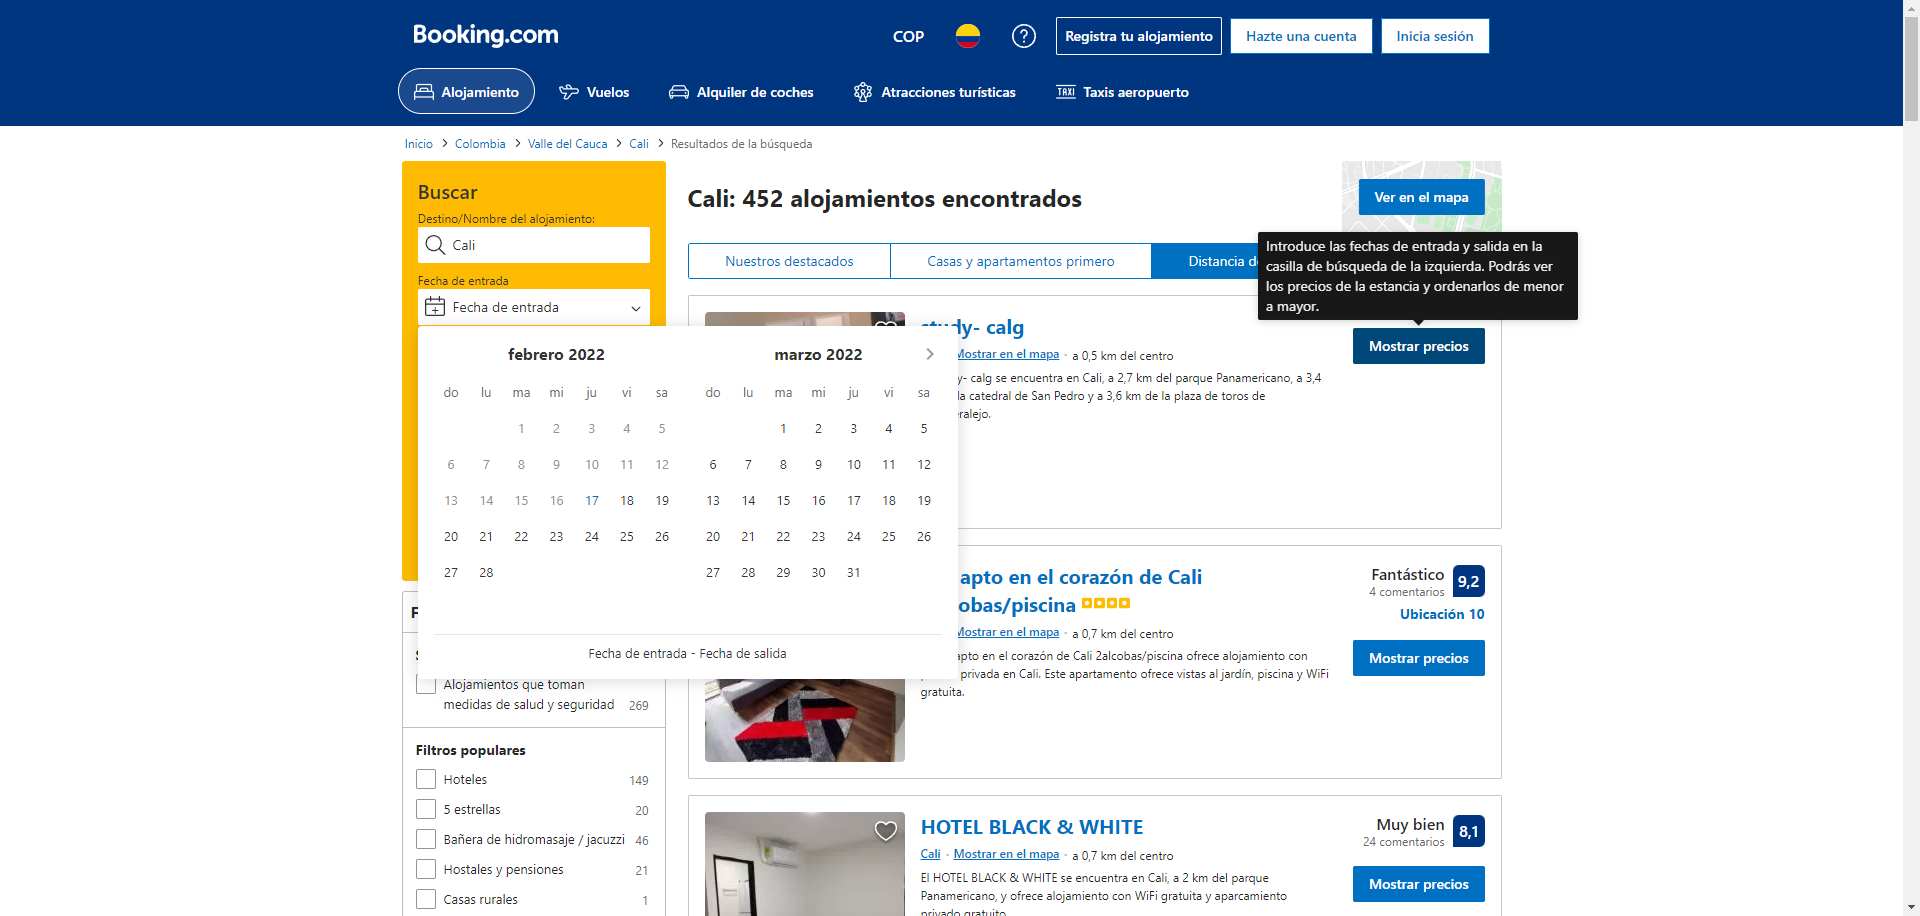 Booking.com
COP
Registra tu alojamiento
Hazte una cuenta
Inicia sesión
Alojamiento
Vuelos
Alquiler de coches
Atracciones turísticas
TAXI
Taxis aeropuerto
Inicio > Colombia > Valle del Cauca > Cali > Resultados de la búsqueda
Buscar
Destino/Nombre del alojamiento:
Cali
Fecha de entrada
Fecha de entrada
febrero 2022
do lu ma mi ju vi sa
1 2 3 4 5
6 7 8 9 10 11 12
13 14 15 16 17 18 19
20 21 22 23 24 25 26
27 28
marzo 2022
do lu ma mi ju vi sa
1 2 3 4 5
6 7 8 9 10 11 12
13 14 15 16 17 18 19
20 21 22 23 24 25 26
27 28 29 30 31
Fecha de entrada - Fecha de salida
Alojamientos que toman
medidas de salud y seguridad 269
Filtros populares
Hoteles 149
5 estrellas 20
Bañera de hidromasaje / jacuzzi 46
Hostales y pensiones 21
Casas rurales 1
Cali: 452 alojamientos encontrados
Ver en el mapa
Nuestros destacados
Casas y apartamentos primero
Distancia
Introduce las fechas de entrada y salida en la
casilla de búsqueda de la izquierda. Podrás ver
los precios de la estancia y ordenarlos de menor
a mayor.
study- calg
Mostrar en el mapa · a 0,5 km del centro
calg se encuentra en Cali, a 2,7 km del parque Panamericano, a 3,4
la catedral de San Pedro y a 3,6 km de la plaza de toros de
Mostrar precios
apto en el corazón de Cali
/piscina
Mostrar en el mapa · a 0,7 km del centro
apto en el corazón de Cali 2alcobas/piscina ofrece alojamiento con
privada en Cali. Este apartamento ofrece vistas al jardín, piscina y WiFi
gratuita.
Fantástico
4 comentarios
9,2
Ubicación 10
Mostrar precios
HOTEL BLACK & WHITE
Cali · Mostrar en el mapa · a 0,7 km del centro
El HOTEL BLACK & WHITE se encuentra en Cali, a 2 km del parque
Panamericano, y ofrece alojamiento con WiFi gratuita y aparcamiento
privado gratuito
Muy bien
24 comentarios
8,1
Mostrar precios